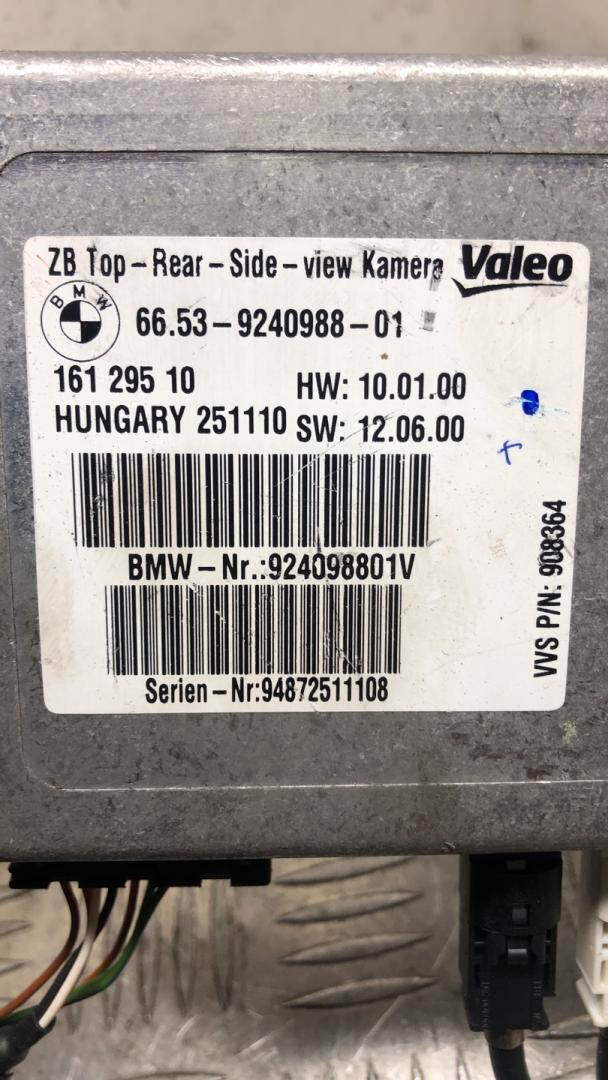 ZB Top-Rear-Side-view Kamera Valeo
BMW
66.53-9240988-01
161 295 10 HW: 10.01.00
HUNGARY 251110 SW: 12.06.00
BMW-Nr.:924098801V
Serien-Nr:94872511108
VVS P/N: 908364